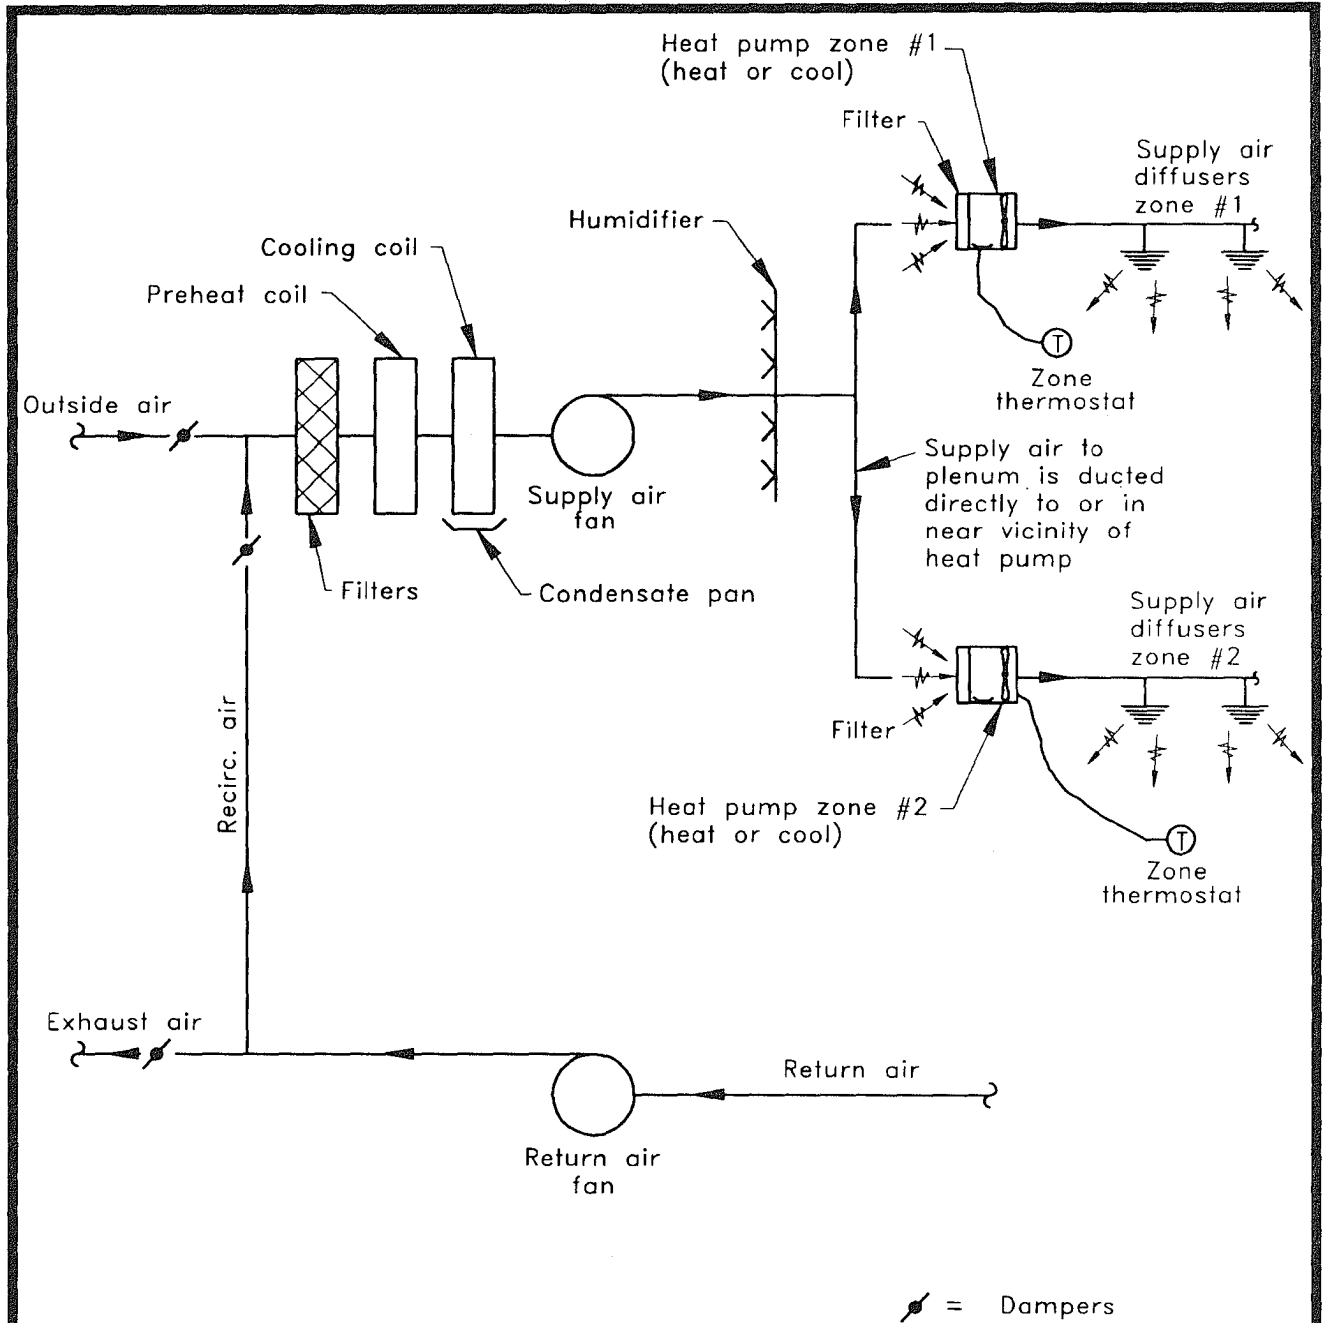 Heat pump zone #1
(heat or cool)
Filter
Supply air
diffusers
zone #1
Humidifier
Cooling coil
Preheat coil
T
Zone
thermostat
Outside air
Supply air to
plenum is ducted
directly to or in
near vicinity of
heat pump
Supply air
fan
Filters
Condensate pan
Supply air
diffusers
zone #2
Filter
Recirc. air
Heat pump zone #2
(heat or cool)
T
Zone
thermostat
Exhaust air
Return air
Return air
fan
= Dampers